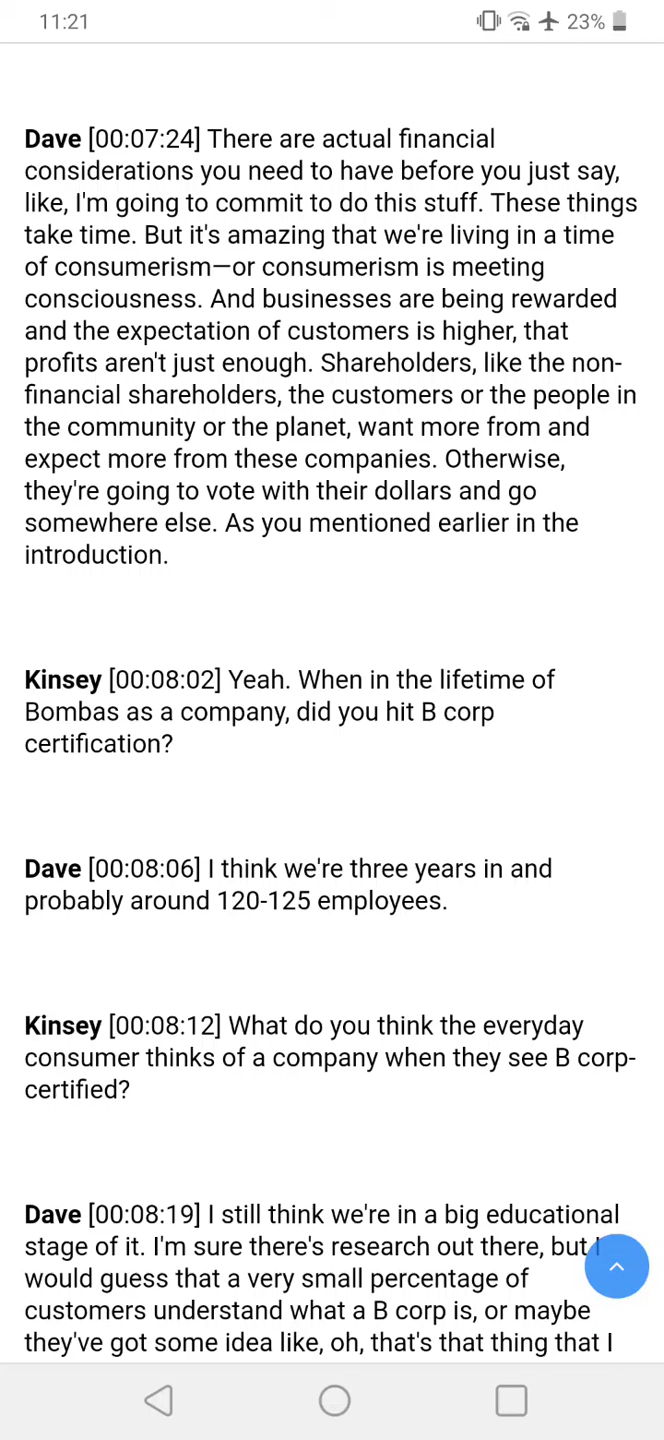 11:21
23%
Dave [00:07:24] There are actual financial
considerations you need to have before you just say,
like, I'm going to commit to do this stuff. These things
take time. But it's amazing that we're living in a time
of consumerism—or consumerism is meeting
consciousness. And businesses are being rewarded
and the expectation of customers is higher, that
profits aren't just enough. Shareholders, like the non-
financial shareholders, the customers or the people in
the community or the planet, want more from and
expect more from these companies. Otherwise,
they're going to vote with their dollars and go
somewhere else. As you mentioned earlier in the
introduction.
Kinsey [00:08:02] Yeah. When in the lifetime of
Bombas as a company, did you hit B corp
certification?
Dave [00:08:06] I think we're three years in and
probably around 120-125 employees.
Kinsey [00:08:12] What do you think the everyday
consumer thinks of a company when they see B corp-
certified?
Dave [00:08:19] I still think we're in a big educational
stage of it. I'm sure there's research out there, but I
would guess that a very small percentage of
customers understand what a B corp is, or maybe
they've got some idea like, oh, that's that thing that I